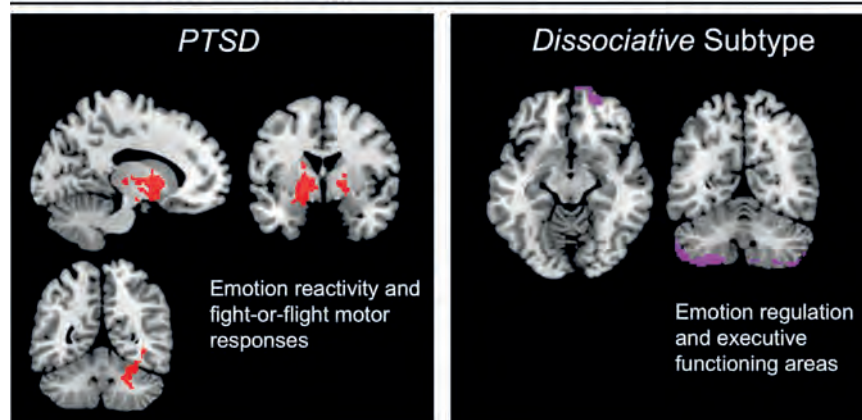 PTSD
Emotion reactivity and
fight-or-flight motor
responses
Dissociative Subtype
Emotion regulation
and executive
functioning areas